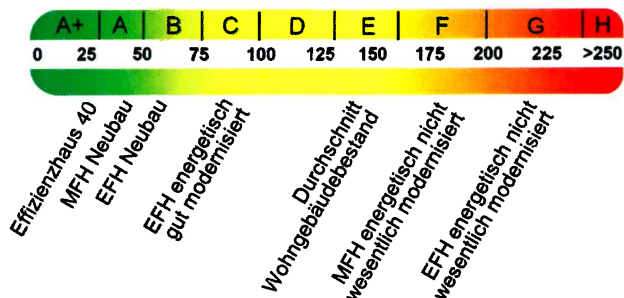 A+ A B C D E F G H
0 25 50 75 100 125 150 175 200 225 >250
Effizienzhaus 40
MFH Neubau
EFH Neubau
EFH energetisch
gut modernisiert
Durchschnitt
Wohngebäudebestand
MFH energetisch nicht
wesentlich modernisiert
EFH energetisch nicht
wesentlich modernisiert